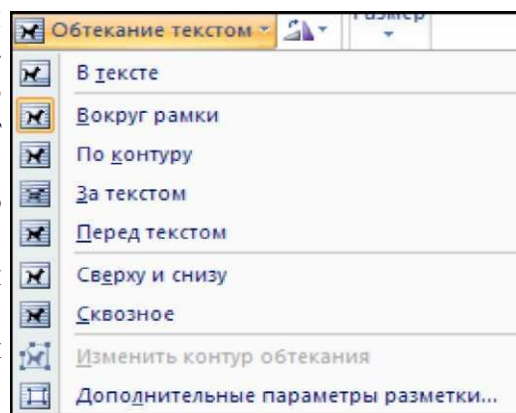 Обтекание текстом
Размер
В тексте
Вокруг рамки
По контуру
За текстом
Перед текстом
Сверху и снизу
Сквозное
Изменить контур обтекания
Дополнительные параметры разметки...